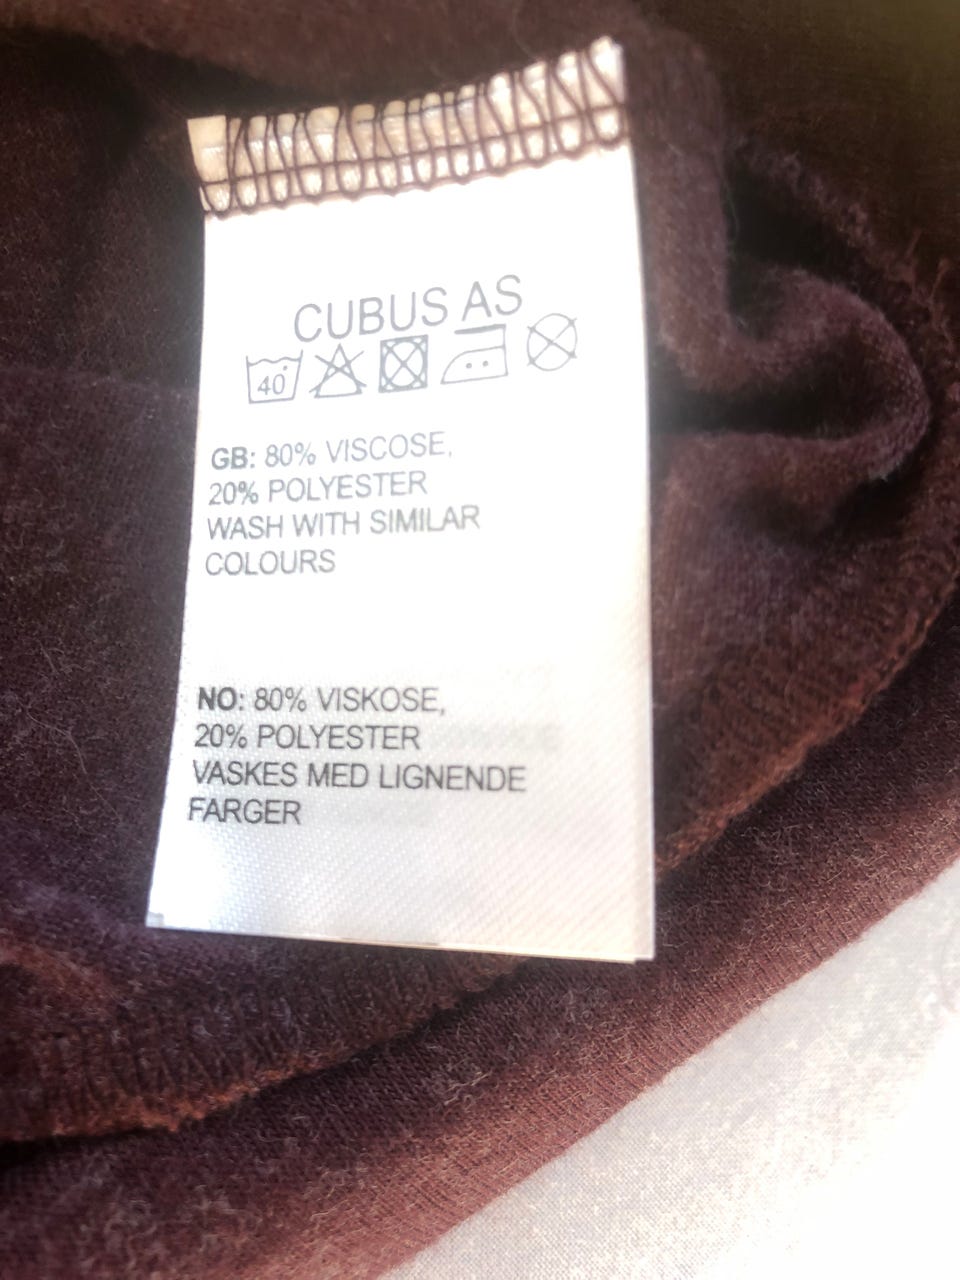 CUBUS AS
40°
GB: 80% VISCOSE,
20% POLYESTER
WASH WITH SIMILAR
COLOURS
NO: 80% VISKOSE,
20% POLYESTER
VASKES MED LIGNENDE
FARGER